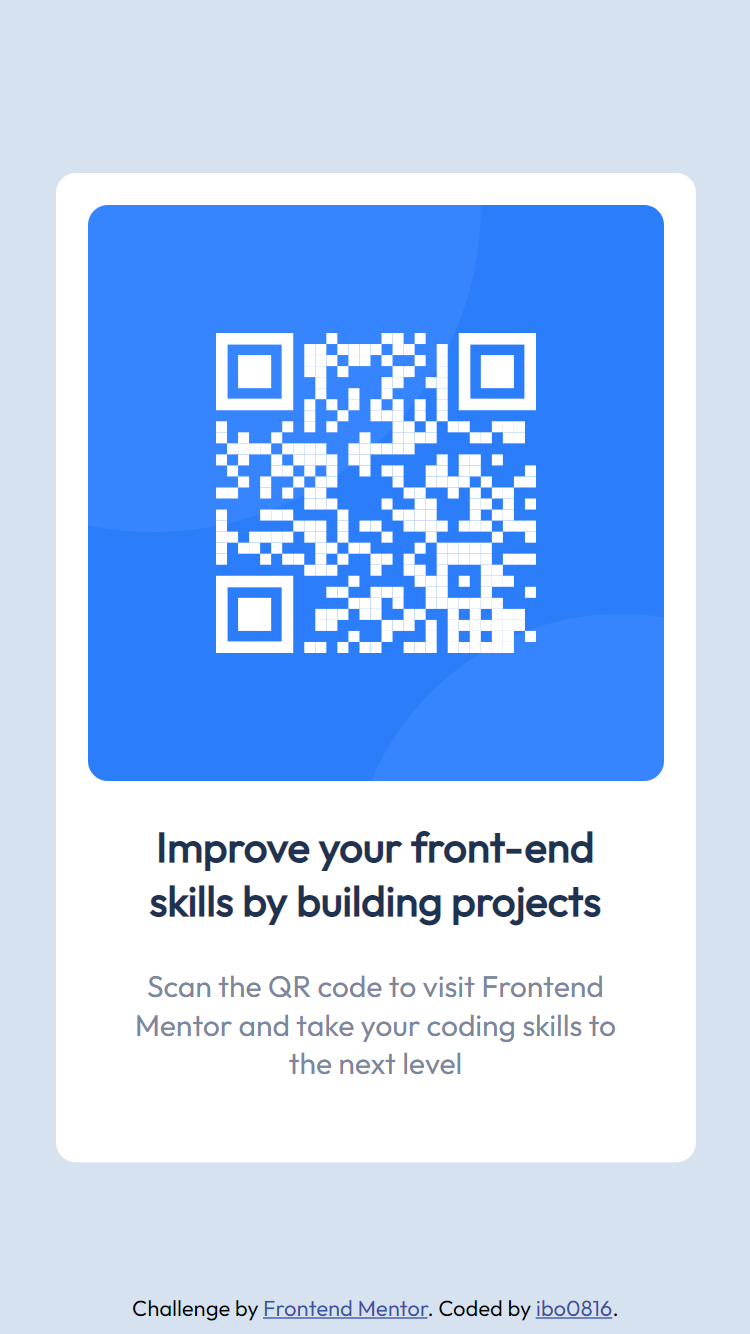 Improve your front-end
skills by building projects
Scan the QR code to visit Frontend
Mentor and take your coding skills to
the next level
Challenge by Frontend Mentor. Coded by ibo0816.